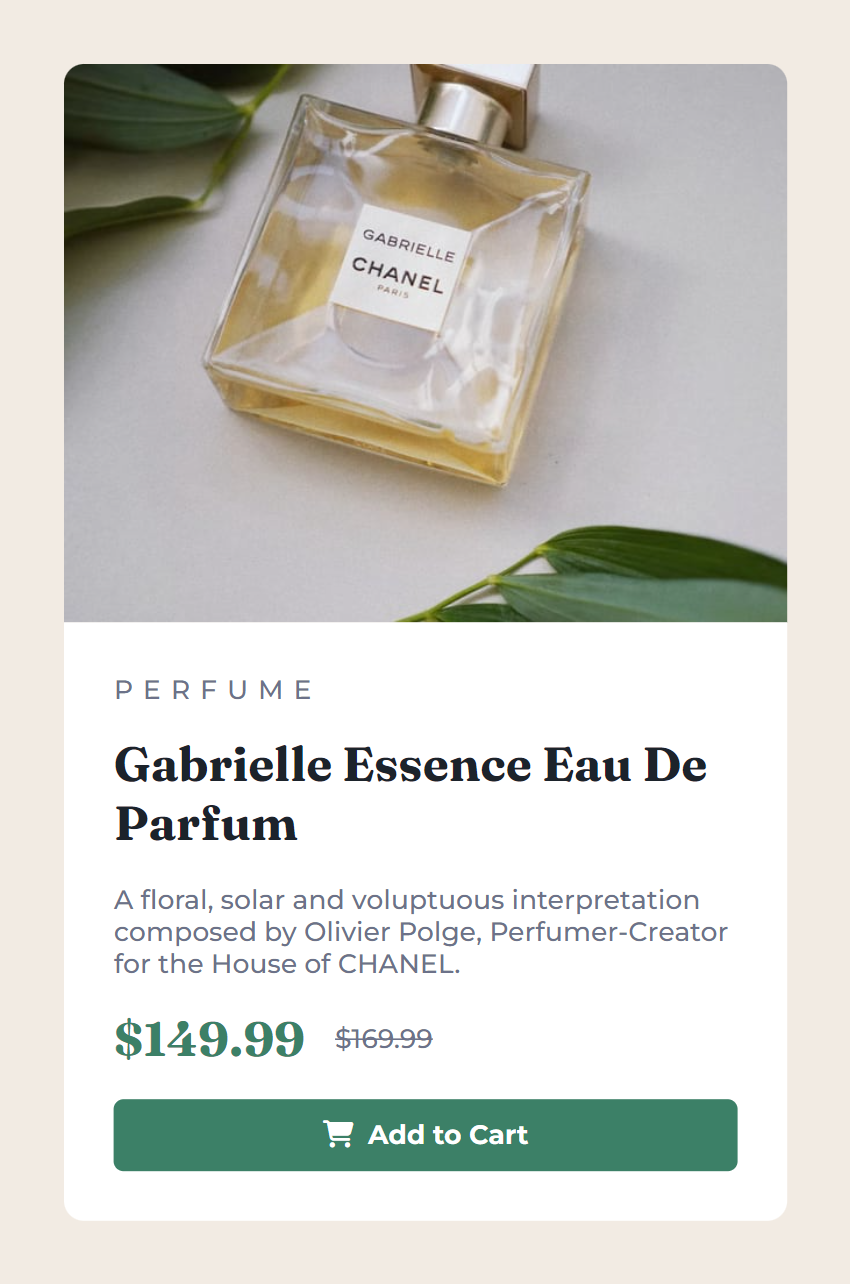 GABRIELLE
CHANEL
PARIS
PERFUME
Gabrielle Essence Eau De
Parfum
A floral, solar and voluptuous interpretation
composed by Olivier Polge, Perfumer-Creator
for the House of CHANEL.
$149.99 $169.99
Add to Cart